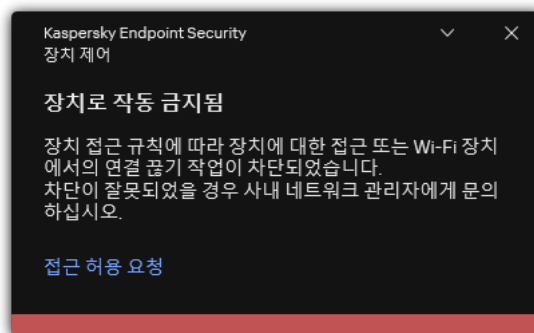 Kaspersky Endpoint Security
장치 제어
장치로 작동 금지됨
장치 접근 규칙에 따라 장치에 대한 접근 또는 Wi-Fi 장치
에서의 연결 끊기 작업이 차단되었습니다.
차단이 잘못되었을 경우 사내 네트워크 관리자에게 문의
하십시오.
접근 허용 요청